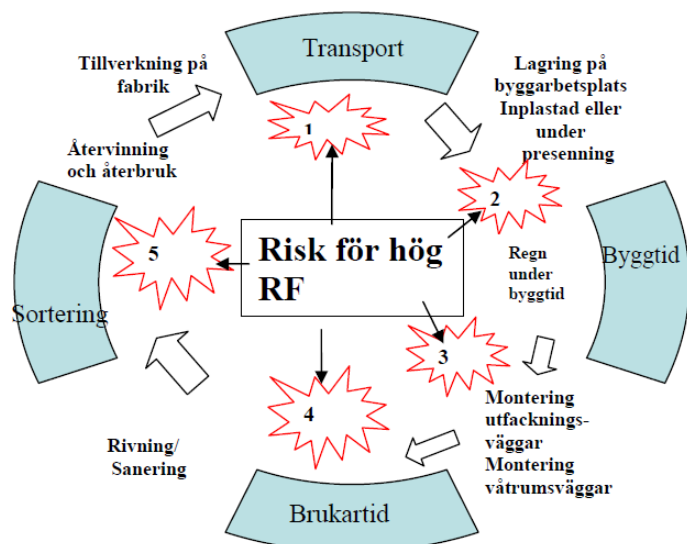 Transport
Tillverkning på
fabrik
Lagring på
byggarbetsplats
Inplastad eller
under
presenning
1
Återvinning
och återbruk
2
5
Risk för hög
RF
Regn
under
byggtid
Byggtid
Sortering
3
4
Montering
utfacknings-
väggar
Montering
våtrumsväggar
Rivning/
Sanering
Brukartid